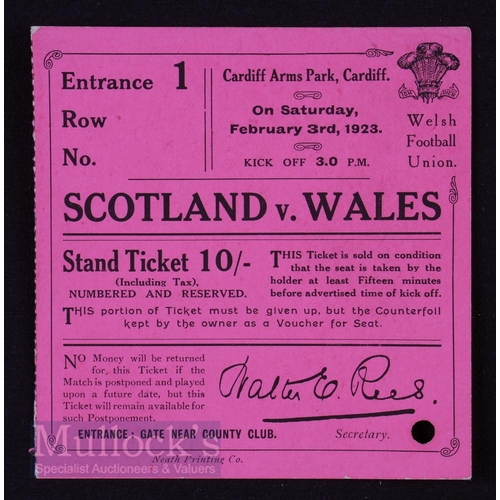 Entrance 1
Row
No.
Cardiff Arms Park, Cardiff.
On Saturday,
February 3rd, 1923.
KICK OFF 3.0 P.M.
Welsh
Football
Union.
SCOTLAND v. WALES
Stand Ticket 10/-
(Including Tax),
NUMBERED AND RESERVED.
THIS Ticket is sold on condition
that the seat is taken by the
holder at least Fifteen minutes
before advertised time of kick off.
THIS portion of Ticket must be given up, but the Counterfoil
kept by the owner as a Voucher for Seat.
NO Money will be returned
for this Ticket if the
Match is postponed and played
upon a future date, but this
Ticket will remain available for
such Postponement.
Walter E. Rees.
ENTRANCE: GATE NEAR COUNTY CLUB.
Secretary.
Mullock's
Specialist Auctioneers & Valuers
Neath Printing Co.